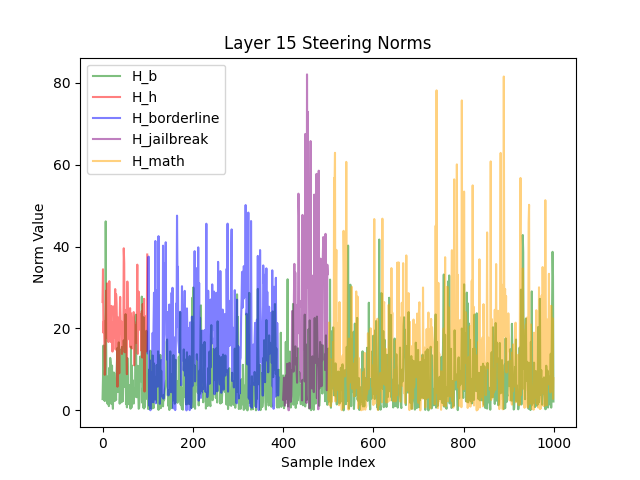 Layer 15 Steering Norms
H_b
H_h
H_borderline
H_jailbreak
H_math
Norm Value
80
60
40
20
0
0 200 400 600 800 1000
Sample Index